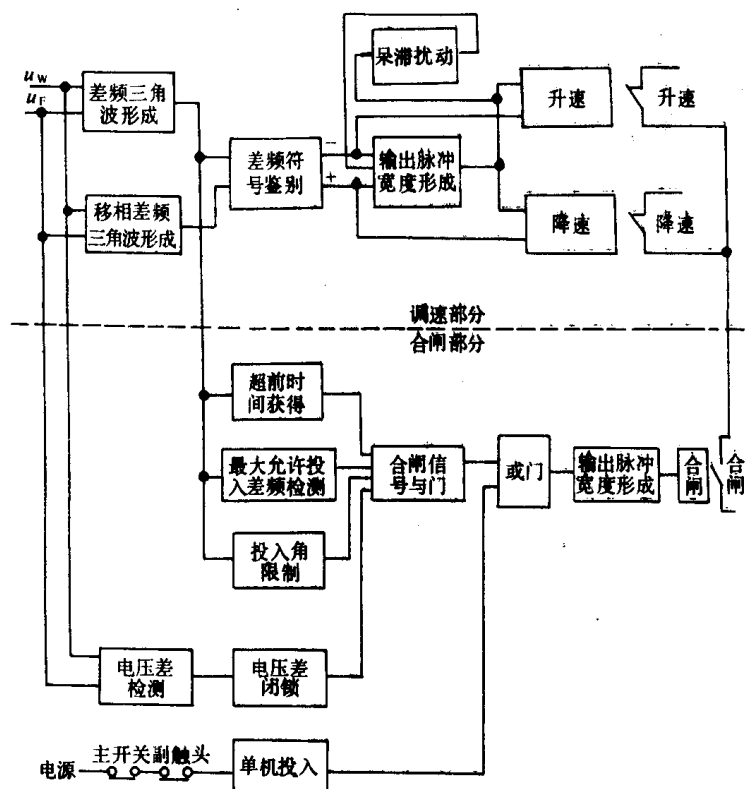 呆滞扰动
u_W
u_F
差频三角
波形成
升速
升速
差频符
号鉴别
−
+
输出脉冲
宽度形成
移相差频
三角波形成
降速
降速
调速部分
合闸部分
超前时
间获得
最大允许投
入差频检测
合闸信
号与门
或门
输出脉冲
宽度形成
合闸
合闸
投入角
限制
电压差
检测
电压差
闭锁
电源
主开关副触头
单机投入